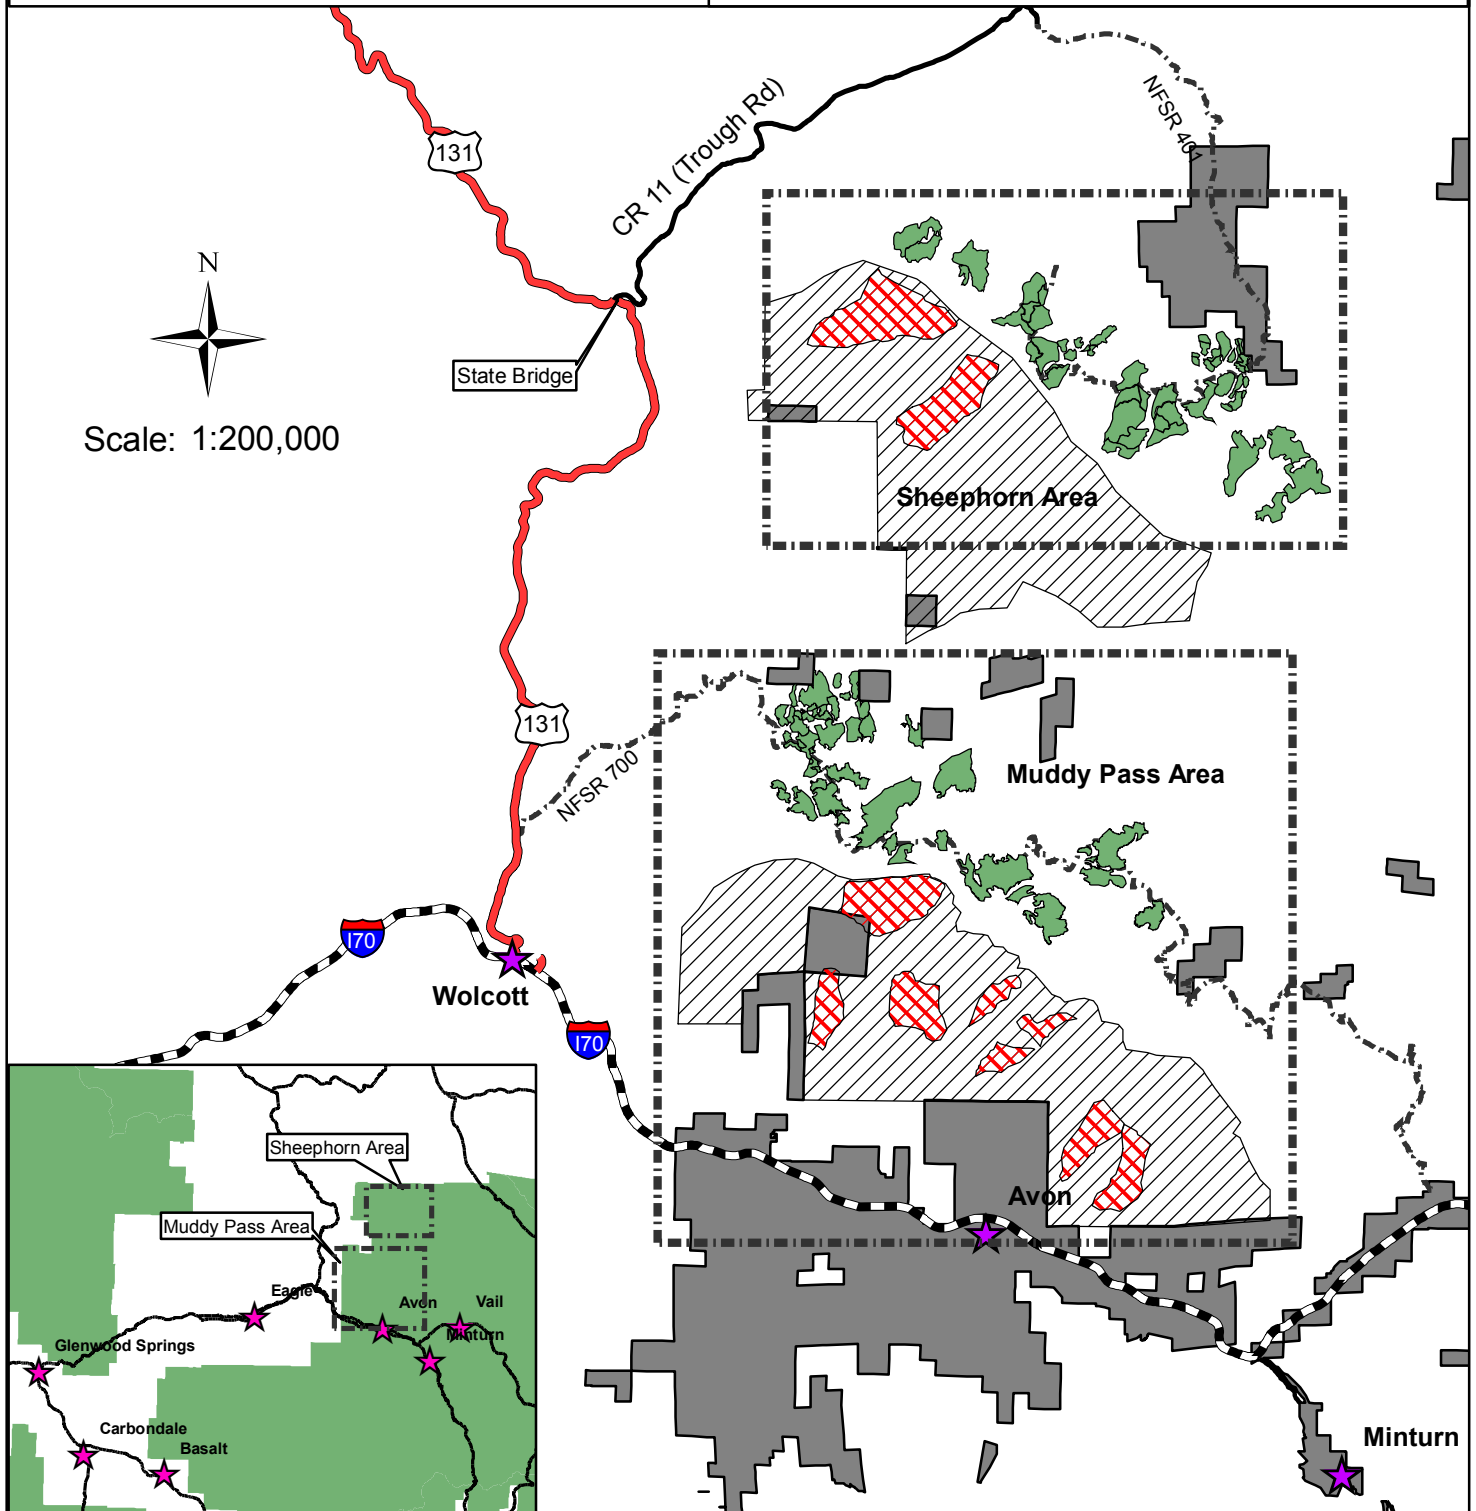 131
CR 11 (Trough Rd)
NFSR 401
N
State Bridge
Scale: 1:200,000
Sheephorn Area
131
NFSR 700
Muddy Pass Area
I70
Wolcott
I70
Avon
Minturn
Sheephorn Area
Muddy Pass Area
Eagle
Avon
Vail
Minturn
Glenwood Springs
Carbondale
Basalt